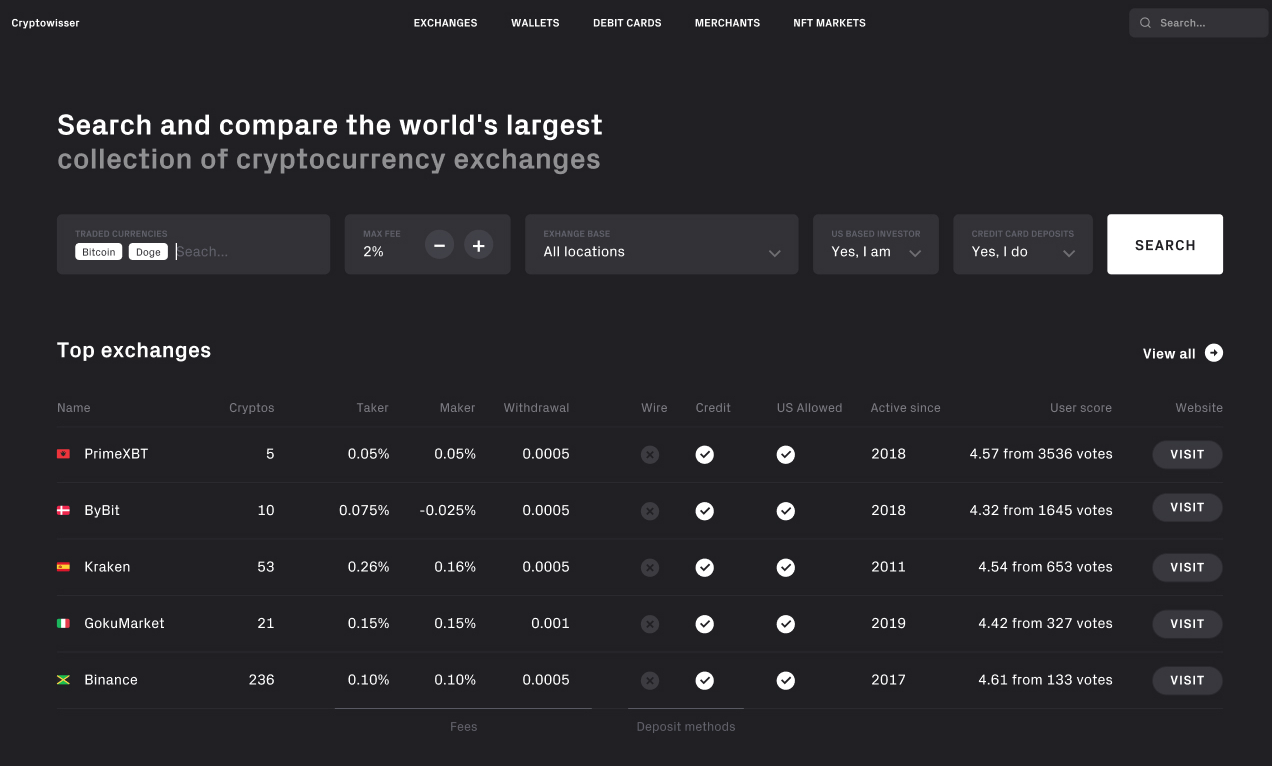 Cryptowisser EXCHANGES WALLETS DEBIT CARDS MERCHANTS NFT MARKETS Search...
Search and compare the world's largest
collection of cryptocurrency exchanges
TRADED CURRENCIES MAX FEE EXHANGE BASE US BASED INVESTOR CREDIT CARD DEPOSITS
Bitcoin Doge Seach... 2% − + All locations Yes, I am Yes, I do SEARCH
Top exchanges View all
Name Cryptos Taker Maker Withdrawal Wire Credit US Allowed Active since User score Website
PrimeXBT 5 0.05% 0.05% 0.0005 2018 4.57 from 3536 votes VISIT
ByBit 10 0.075% -0.025% 0.0005 2018 4.32 from 1645 votes VISIT
Kraken 53 0.26% 0.16% 0.0005 2011 4.54 from 653 votes VISIT
GokuMarket 21 0.15% 0.15% 0.001 2019 4.42 from 327 votes VISIT
Binance 236 0.10% 0.10% 0.0005 2017 4.61 from 133 votes VISIT
Fees Deposit methods